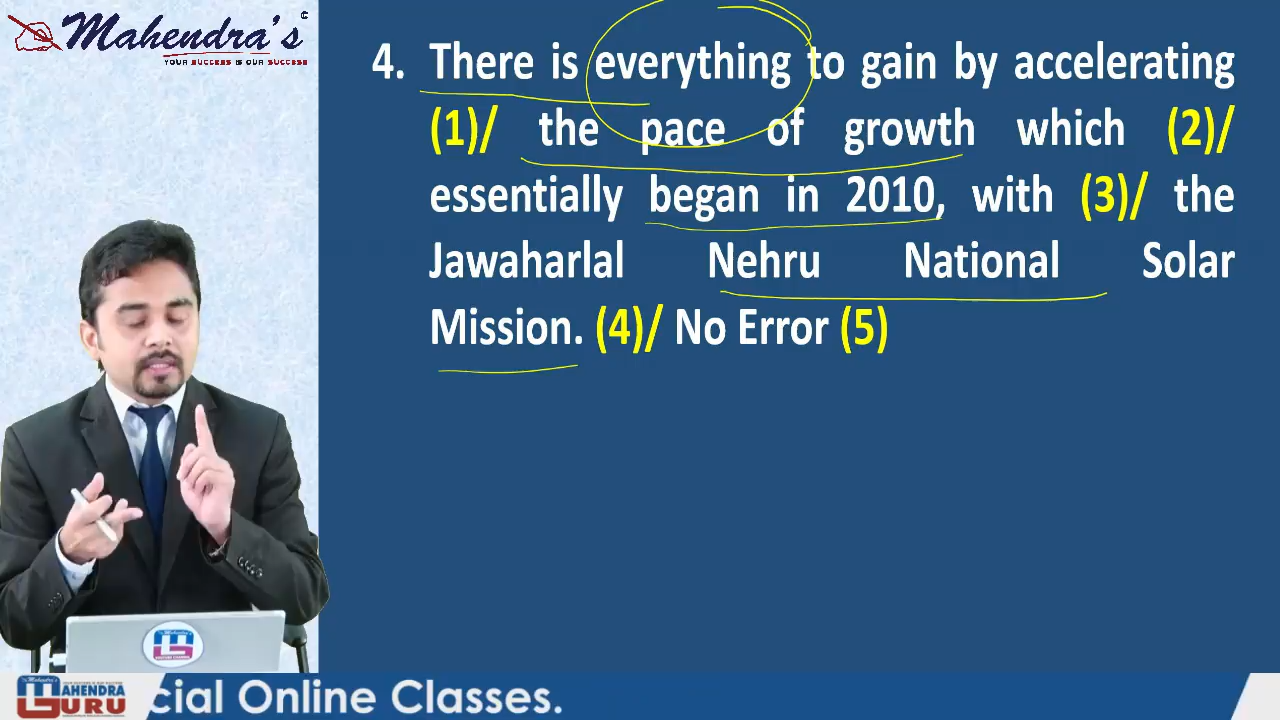 Mahendra's
YOUR SUCCESS IS OUR SUCCESS
4. There is everything to gain by accelerating
(1)/ the pace of growth which (2)/
essentially began in 2010, with (3)/ the
Jawaharlal Nehru National Solar
Mission. (4)/ No Error (5)
MAHENDRA
GURU
cial Online Classes.